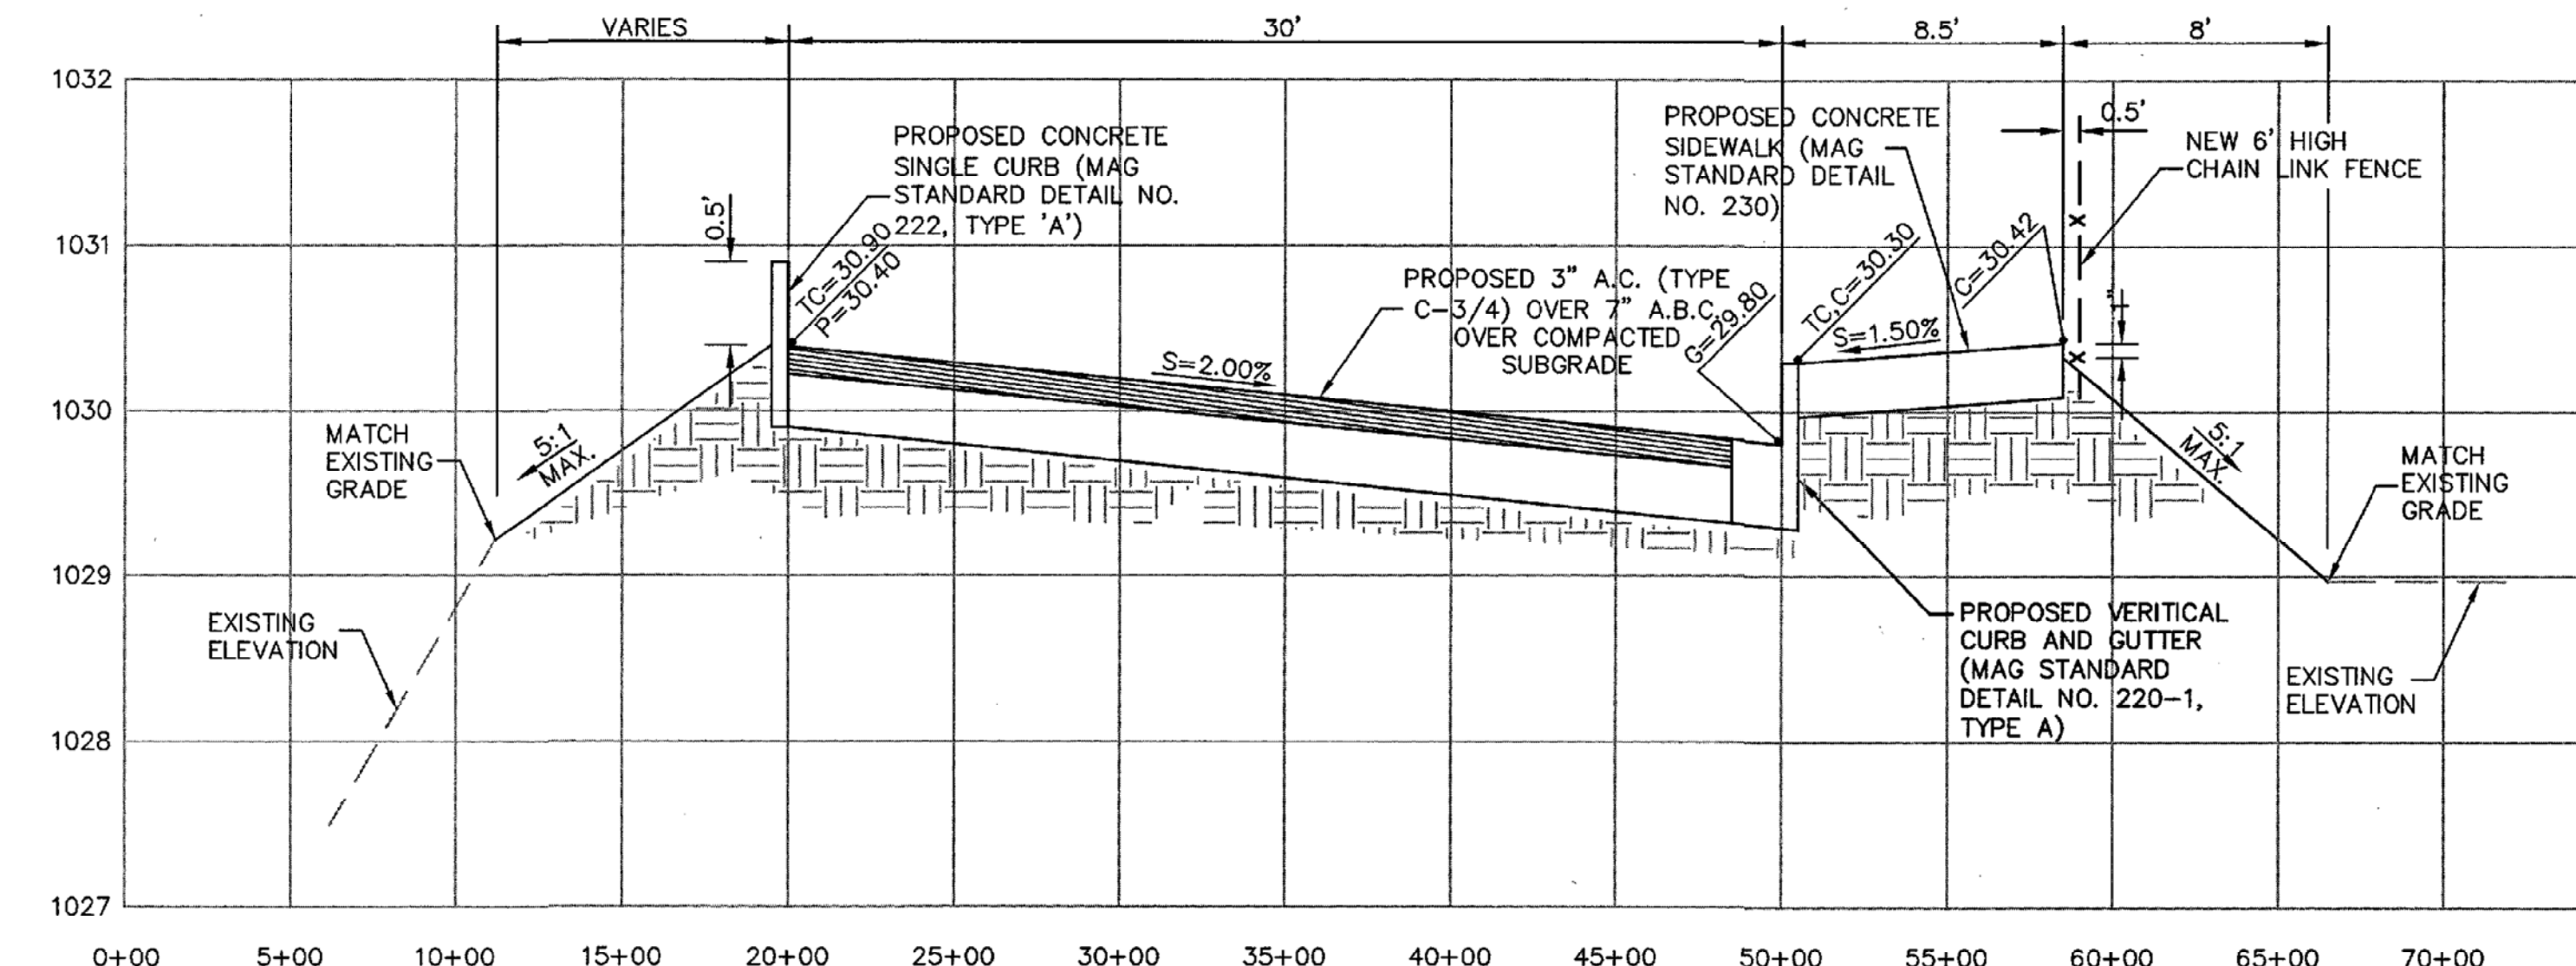 VARIES
30'
8.5'
8'
1032
1031
1030
1029
1028
1027
PROPOSED CONCRETE
SINGLE CURB (MAG
STANDARD DETAIL NO.
222, TYPE 'A')
0.5'
TC=30.90
P=30.40
PROPOSED 3" A.C. (TYPE
C-3/4) OVER 7" A.B.C.
OVER COMPACTED
SUBGRADE
S=2.00%
PROPOSED CONCRETE
SIDEWALK (MAG
STANDARD DETAIL
NO. 230)
G=29.80
TC,C=30.30
C=30.42
S=1.50%
0.5'
NEW 6' HIGH
CHAIN LINK FENCE
X
X
1"
MATCH
EXISTING
GRADE
5:1
MAX.
EXISTING
ELEVATION
5:1
MAX.
MATCH
EXISTING
GRADE
PROPOSED VERITICAL
CURB AND GUTTER
(MAG STANDARD
DETAIL NO. 220-1,
TYPE A)
EXISTING
ELEVATION
0+00 5+00 10+00 15+00 20+00 25+00 30+00 35+00 40+00 45+00 50+00 55+00 60+00 65+00 70+00